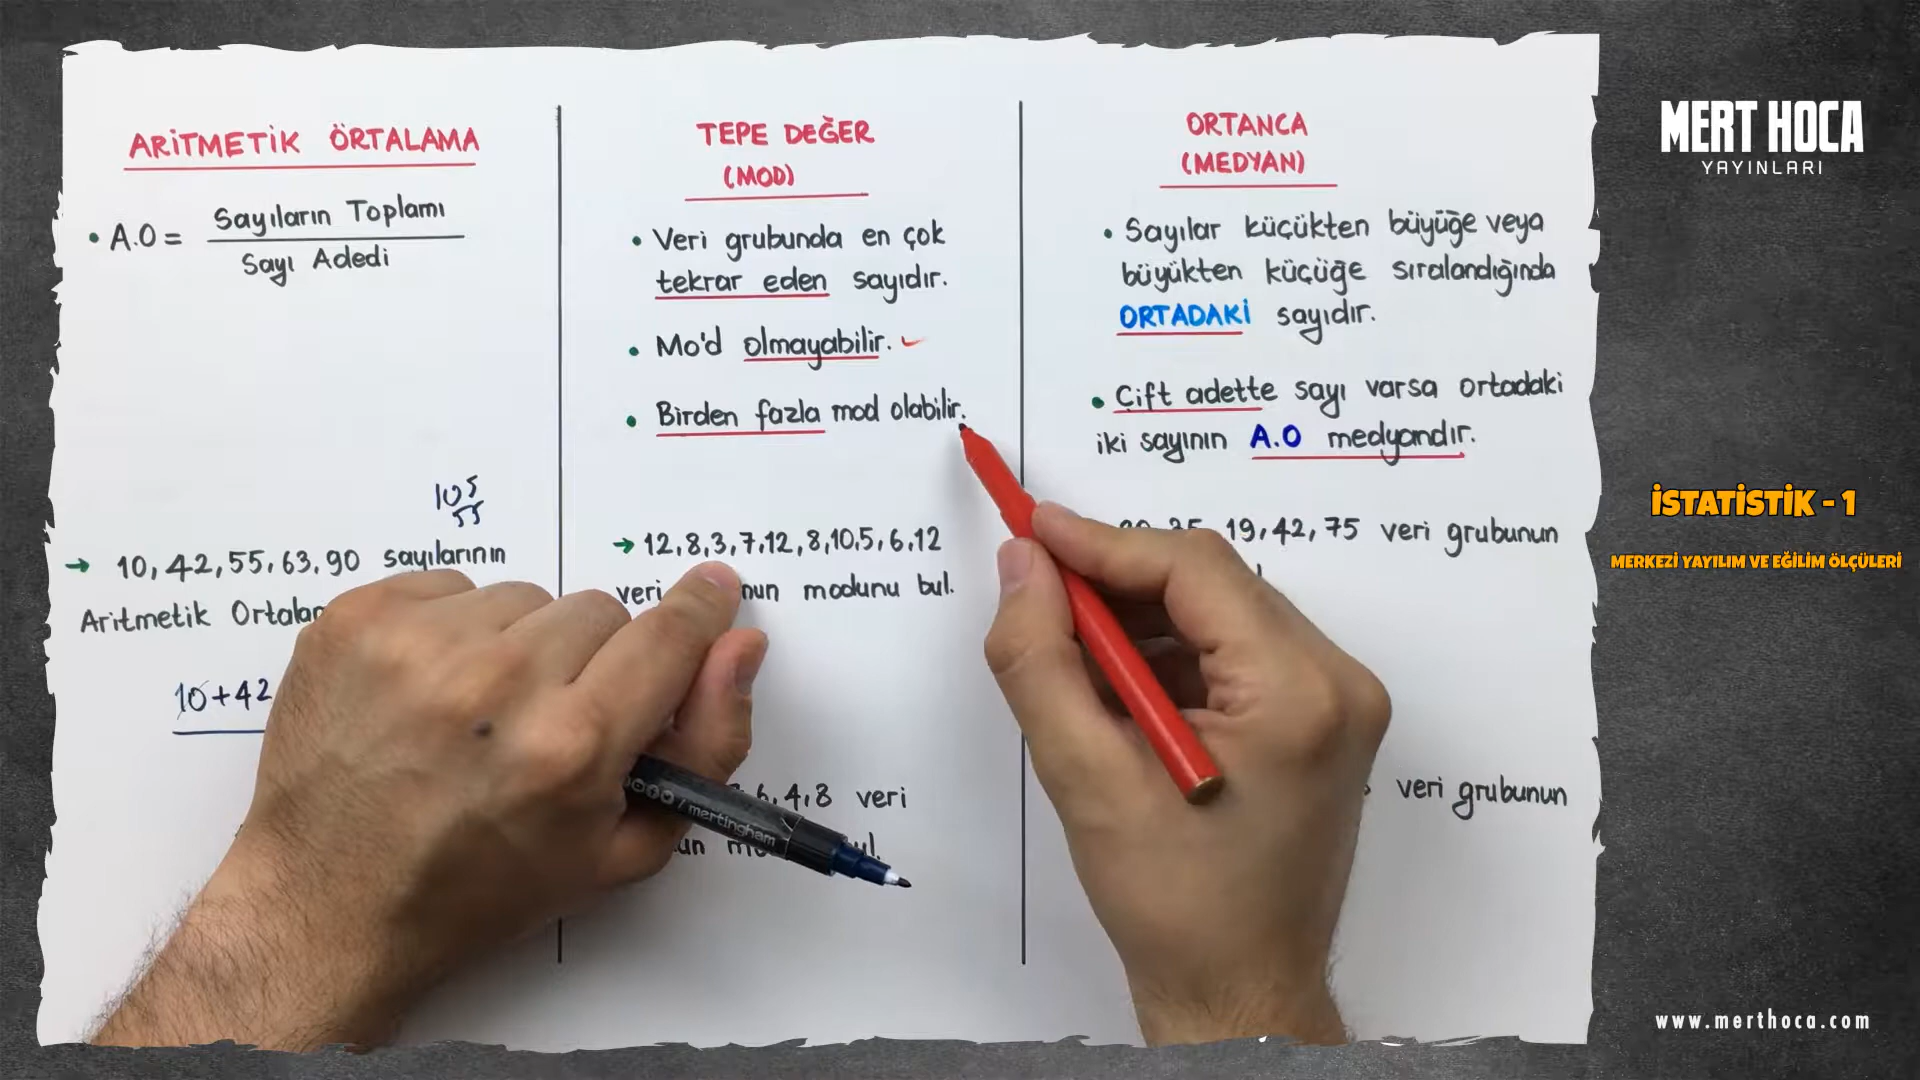 ARİTMETİK ÖRTALAMA
• A.O = Sayıların Toplamı
Sayı Adedi
105
55
→ 10, 42, 55, 63, 90 sayılarının
Aritmetik
10+42
TEPE DEĞER
(MOD)
• Veri grubunda en çok
tekrar eden sayıdır.
• Mo'd olmayabilir.
• Birden fazla mod olabilir.
→ 12, 8, 3, 7, 12, 8, 10, 5, 6, 12
veri modunu bul.
6, 4, 8 veri
mertingham
ORTANCA
(MEDYAN)
• Sayılar küçükten büyüğe veya
büyükten küçüğe sıralandığında
ORTADAKİ sayıdır.
• Çift adette sayı varsa ortadaki
iki sayının A.O medyandır.
19, 42, 75 veri grubunun
veri grubunun
MERT HOCA
YAYINLARI
İSTATİSTİK - 1
MERKEZİ YAYILIM VE EĞİLİM ÖLÇÜLERİ
www.merthoca.com